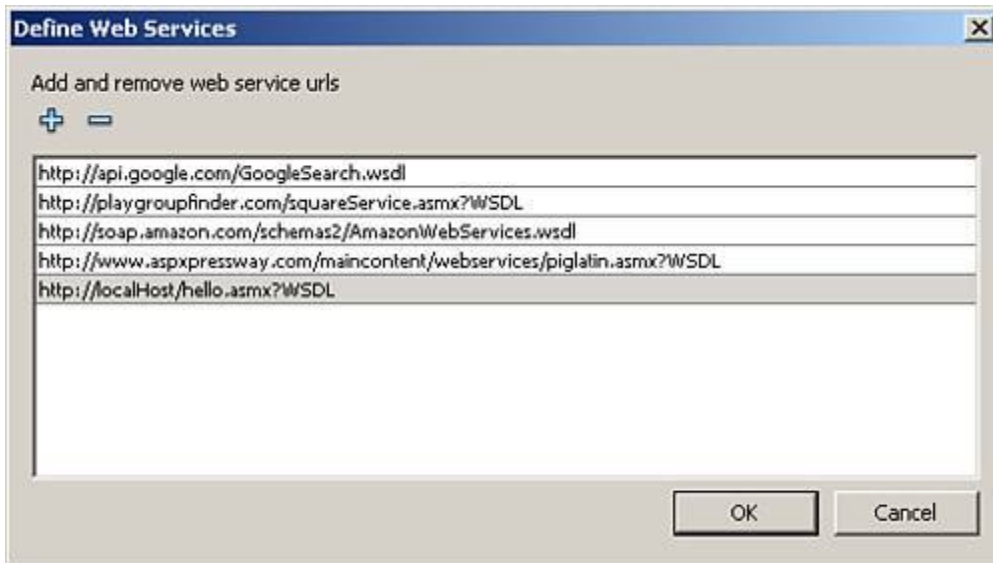 Define Web Services
Add and remove web service urls
http://api.google.com/GoogleSearch.wsdl
http://playgroupfinder.com/squareService.asmx?WSDL
http://soap.amazon.com/schemas2/AmazonWebServices.wsdl
http://www.aspxpressway.com/maincontent/webservices/piglatin.asmx?WSDL
http://localHost/hello.asmx?WSDL
OK Cancel